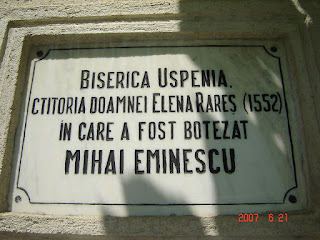 BISERICA USPENIA.
CTITORIA DOAMNEI ELENA RAREȘ (1552)
ÎN CARE A FOST BOTEZAT
MIHAI EMINESCU
2007 6 21